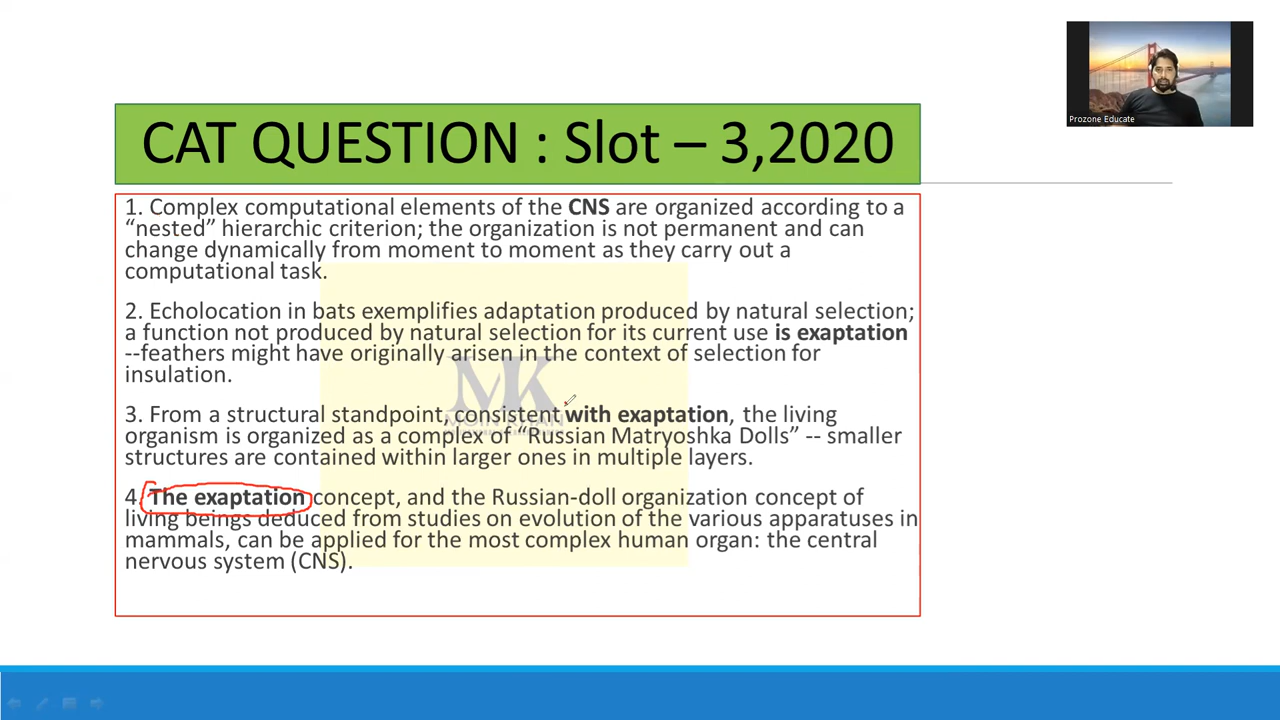 Prozone Educate
CAT QUESTION : Slot – 3,2020
1. Complex computational elements of the CNS are organized according to a
“nested” hierarchic criterion; the organization is not permanent and can
change dynamically from moment to moment as they carry out a
computational task.
2. Echolocation in bats exemplifies adaptation produced by natural selection;
a function not produced by natural selection for its current use is exaptation
--feathers might have originally arisen in the context of selection for
insulation.
3. From a structural standpoint, consistent with exaptation, the living
organism is organized as a complex of “Russian Matryoshka Dolls” -- smaller
structures are contained within larger ones in multiple layers.
4. The exaptation concept, and the Russian-doll organization concept of
living beings deduced from studies on evolution of the various apparatuses in
mammals, can be applied for the most complex human organ: the central
nervous system (CNS).
MK
MOIN KHAN